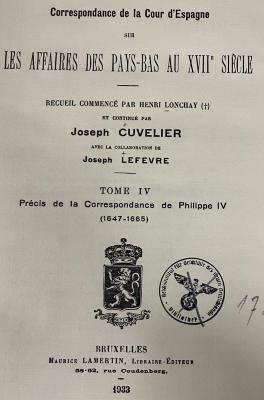 Correspondance de la Cour d'Espagne
SUR
LES AFFAIRES DES PAYS-BAS AU XVIIe SIÈCLE
RECUEIL COMMENCÉ PAR HENRI LONCHAY (†)
ET CONTINUÉ PAR
Joseph CUVELIER
AVEC LA COLLABORATION DE
Joseph LEFEVRE
TOME IV
Précis de la Correspondance de Philippe IV
(1647-1665)
BRUXELLES
MAURICE LAMERTIN, LIBRAIRE-ÉDITEUR
58-62, rue Coudenberg.
1933